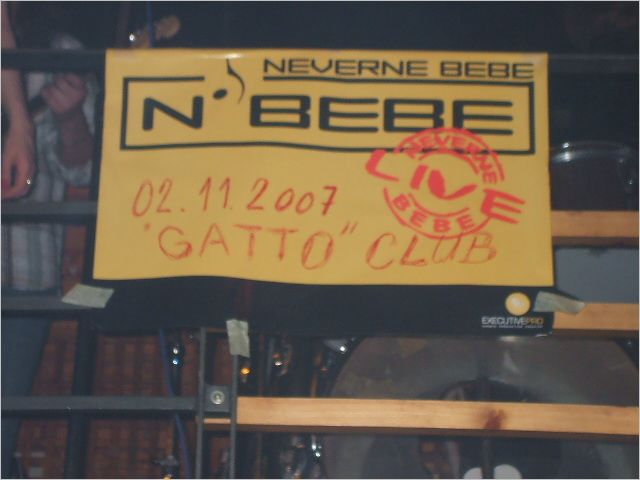 NEVERNE BEBE
N' BEBE
NEVERNE
LIVE
BEBE
02.11.2007
"GATTO" CLUB
EXECUTIVEPRO